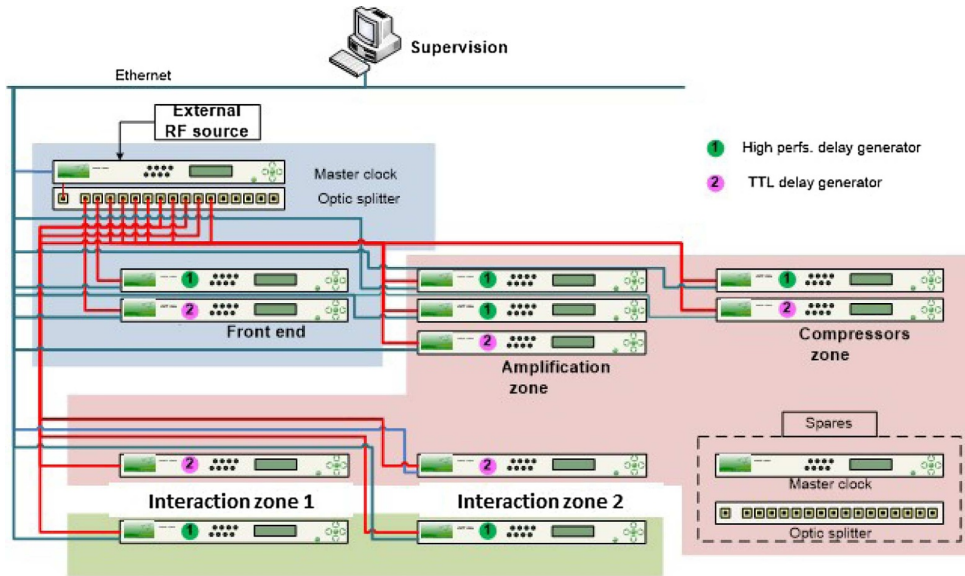 Supervision
Ethernet
External
RF source
Master clock
Optic splitter
1 High perfs. delay generator
2 TTL delay generator
1
1
1
2
1
2
Front end
2
Amplification
zone
Compressors
zone
Spares
2
2
Master clock
Interaction zone 1
Interaction zone 2
Optic splitter
1
1